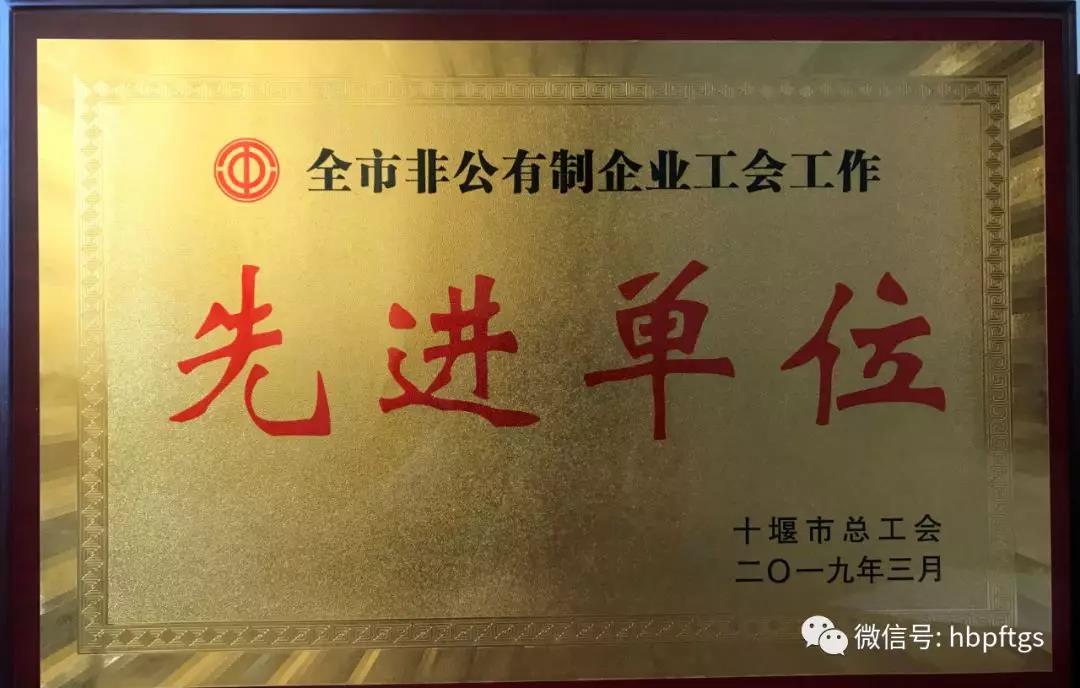 全市非公有制企业工会工作
先进单位
十堰市总工会
二〇一九年三月
微信号: hbpftgs